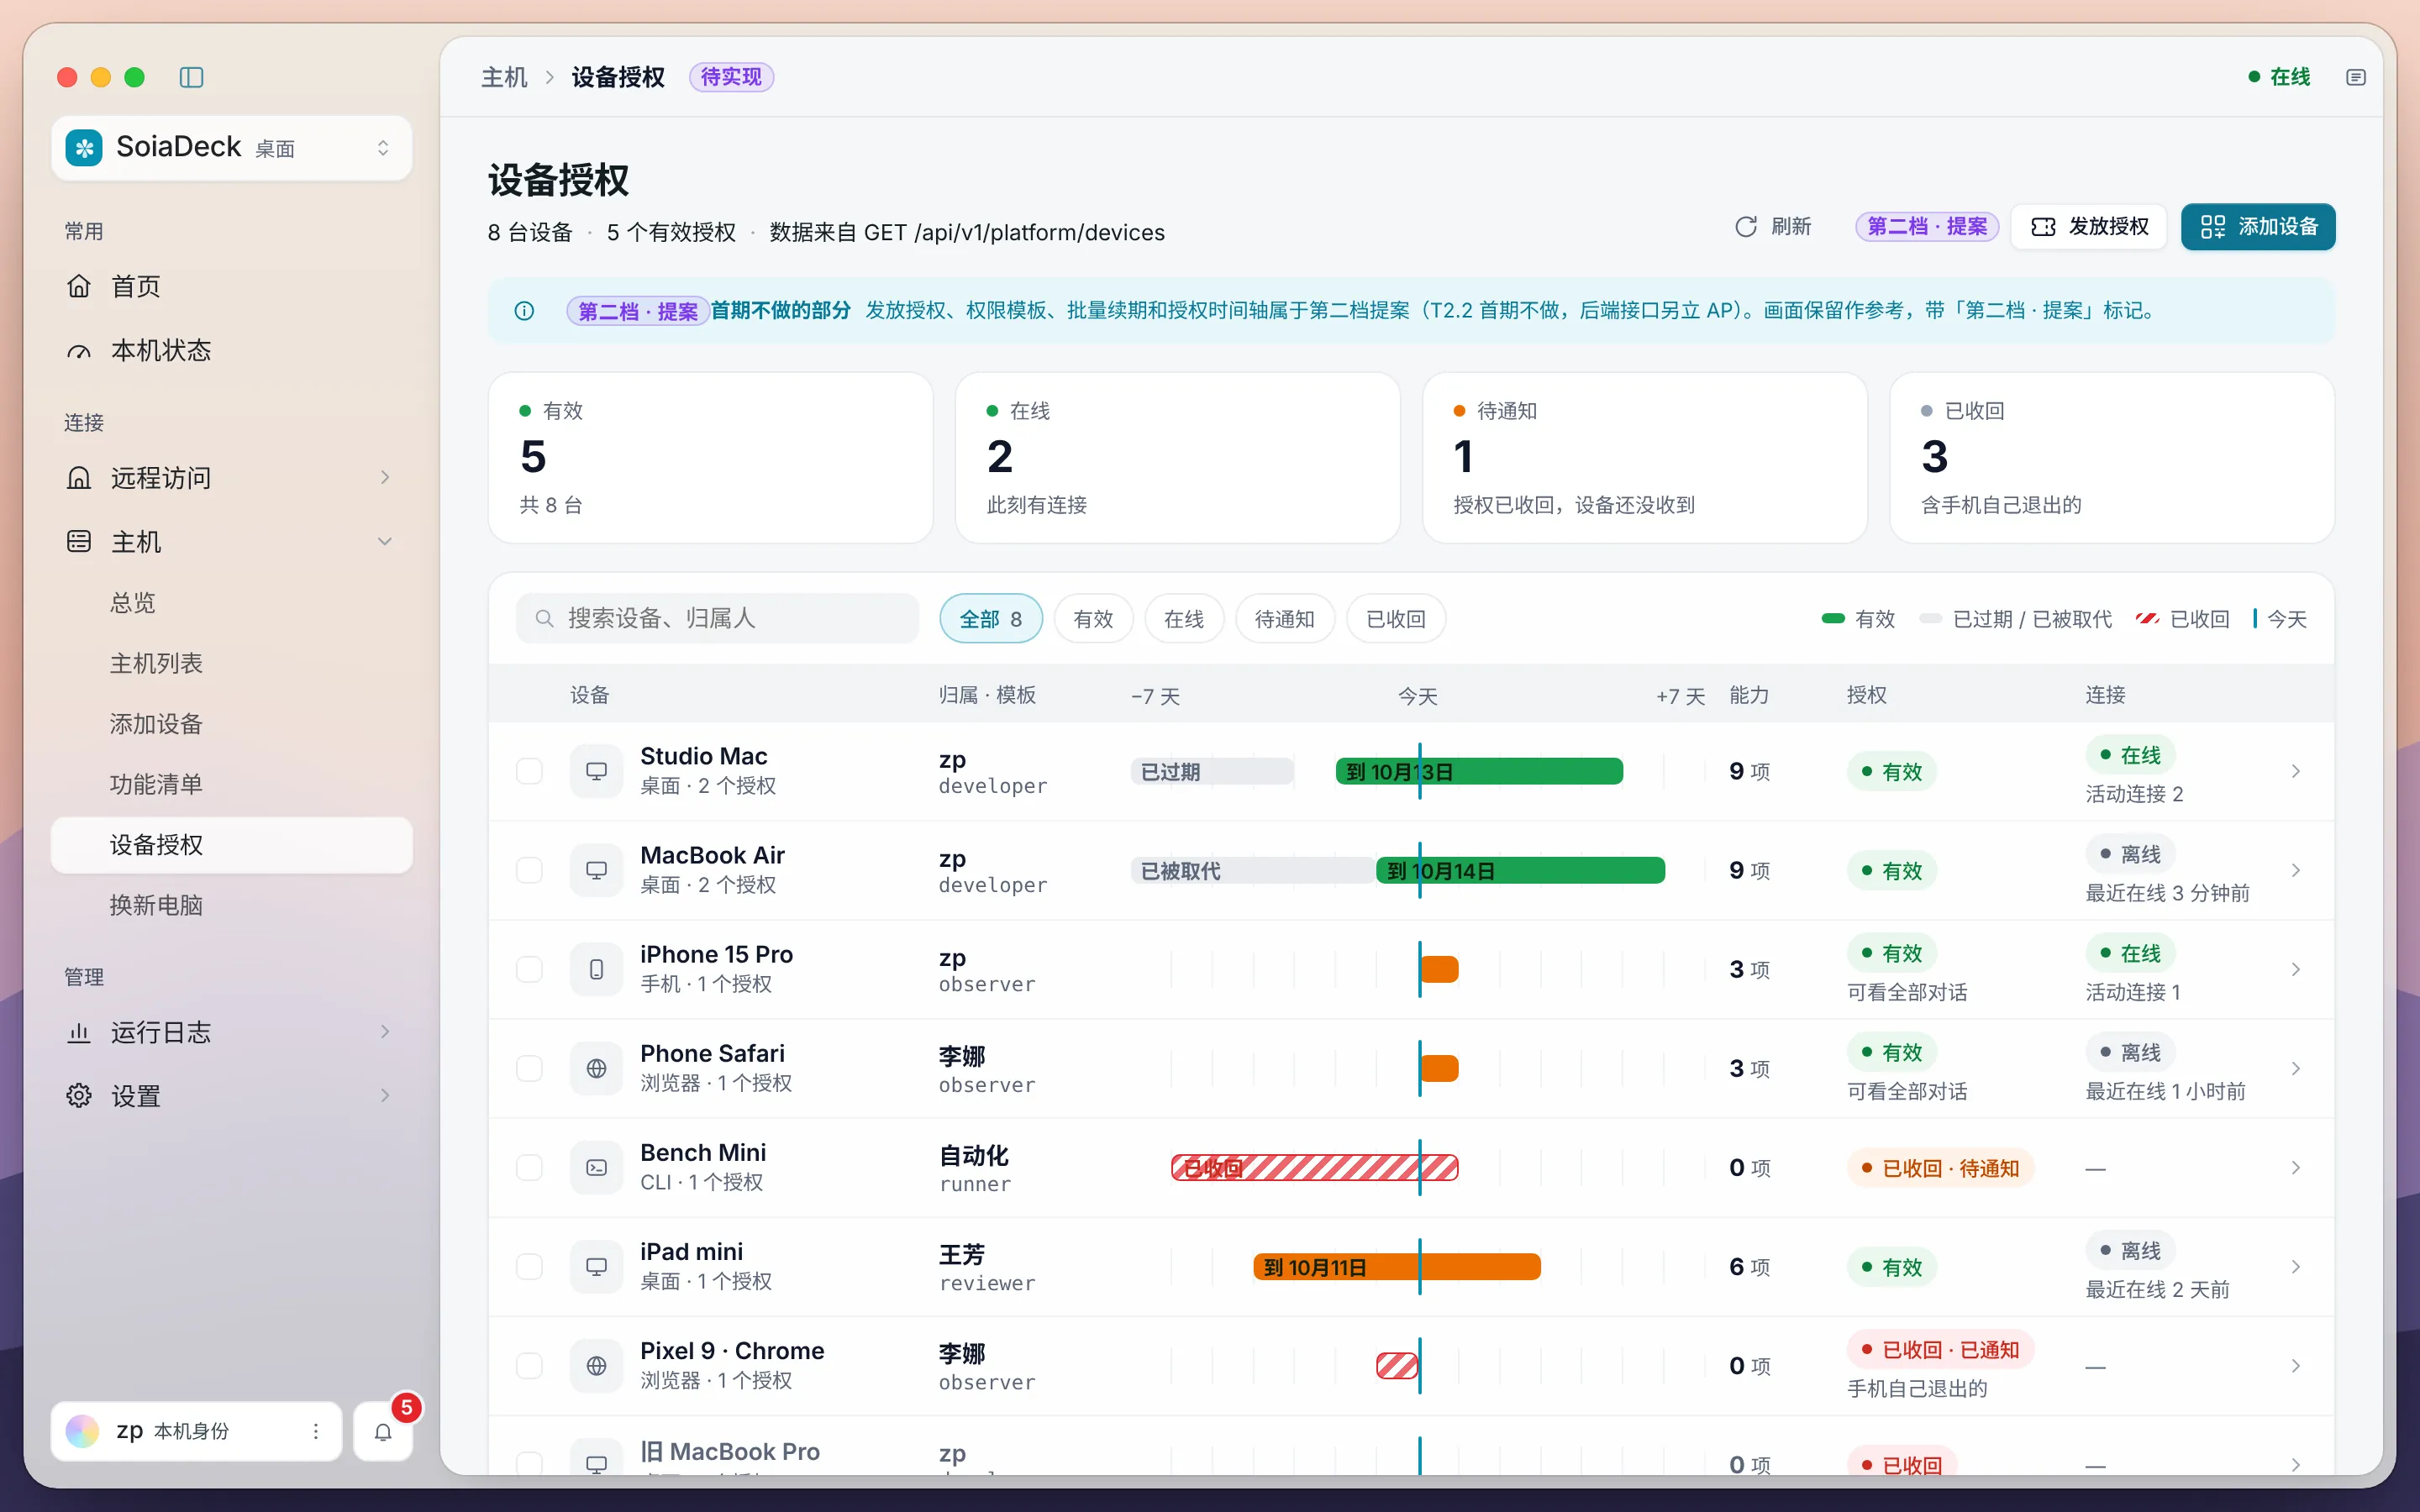 主机 设备授权 待实现
在线
SoiaDeck 桌面
常用
首页
本机状态
连接
远程访问
主机
总览
主机列表
添加设备
功能清单
设备授权
换新电脑
管理
运行日志
设置
zp 本机身份
5
设备授权
8 台设备 · 5 个有效授权 · 数据来自 GET /api/v1/platform/devices
刷新 第二档 · 提案 发放授权 添加设备
第二档 · 提案 首期不做的部分 发放授权、权限模板、批量续期和授权时间轴属于第二档提案（T2.2 首期不做，后端接口另立 AP）。画面保留作参考，带「第二档 · 提案」标记。
有效
5
共 8 台
在线
2
此刻有连接
待通知
1
授权已收回，设备还没收到
已收回
3
含手机自己退出的
搜索设备、归属人 全部 8 有效 在线 待通知 已收回
有效 已过期 / 已被取代 已收回 今天
设备 归属 · 模板 −7 天 今天 +7 天 能力 授权 连接
Studio Mac
桌面 · 2 个授权
zp
developer
已过期 到 10月13日
9 项
有效
在线
活动连接 2
MacBook Air
桌面 · 2 个授权
zp
developer
已被取代 到 10月14日
9 项
有效
离线
最近在线 3 分钟前
iPhone 15 Pro
手机 · 1 个授权
zp
observer
3 项
有效
可看全部对话
在线
活动连接 1
Phone Safari
浏览器 · 1 个授权
李娜
observer
3 项
有效
可看全部对话
离线
最近在线 1 小时前
Bench Mini
CLI · 1 个授权
自动化
runner
已收回
0 项
已收回 · 待通知
—
iPad mini
桌面 · 1 个授权
王芳
reviewer
到 10月11日
6 项
有效
离线
最近在线 2 天前
Pixel 9 · Chrome
浏览器 · 1 个授权
李娜
observer
0 项
已收回 · 已通知
手机自己退出的
—
旧 MacBook Pro
zp
0 项
已收回
—